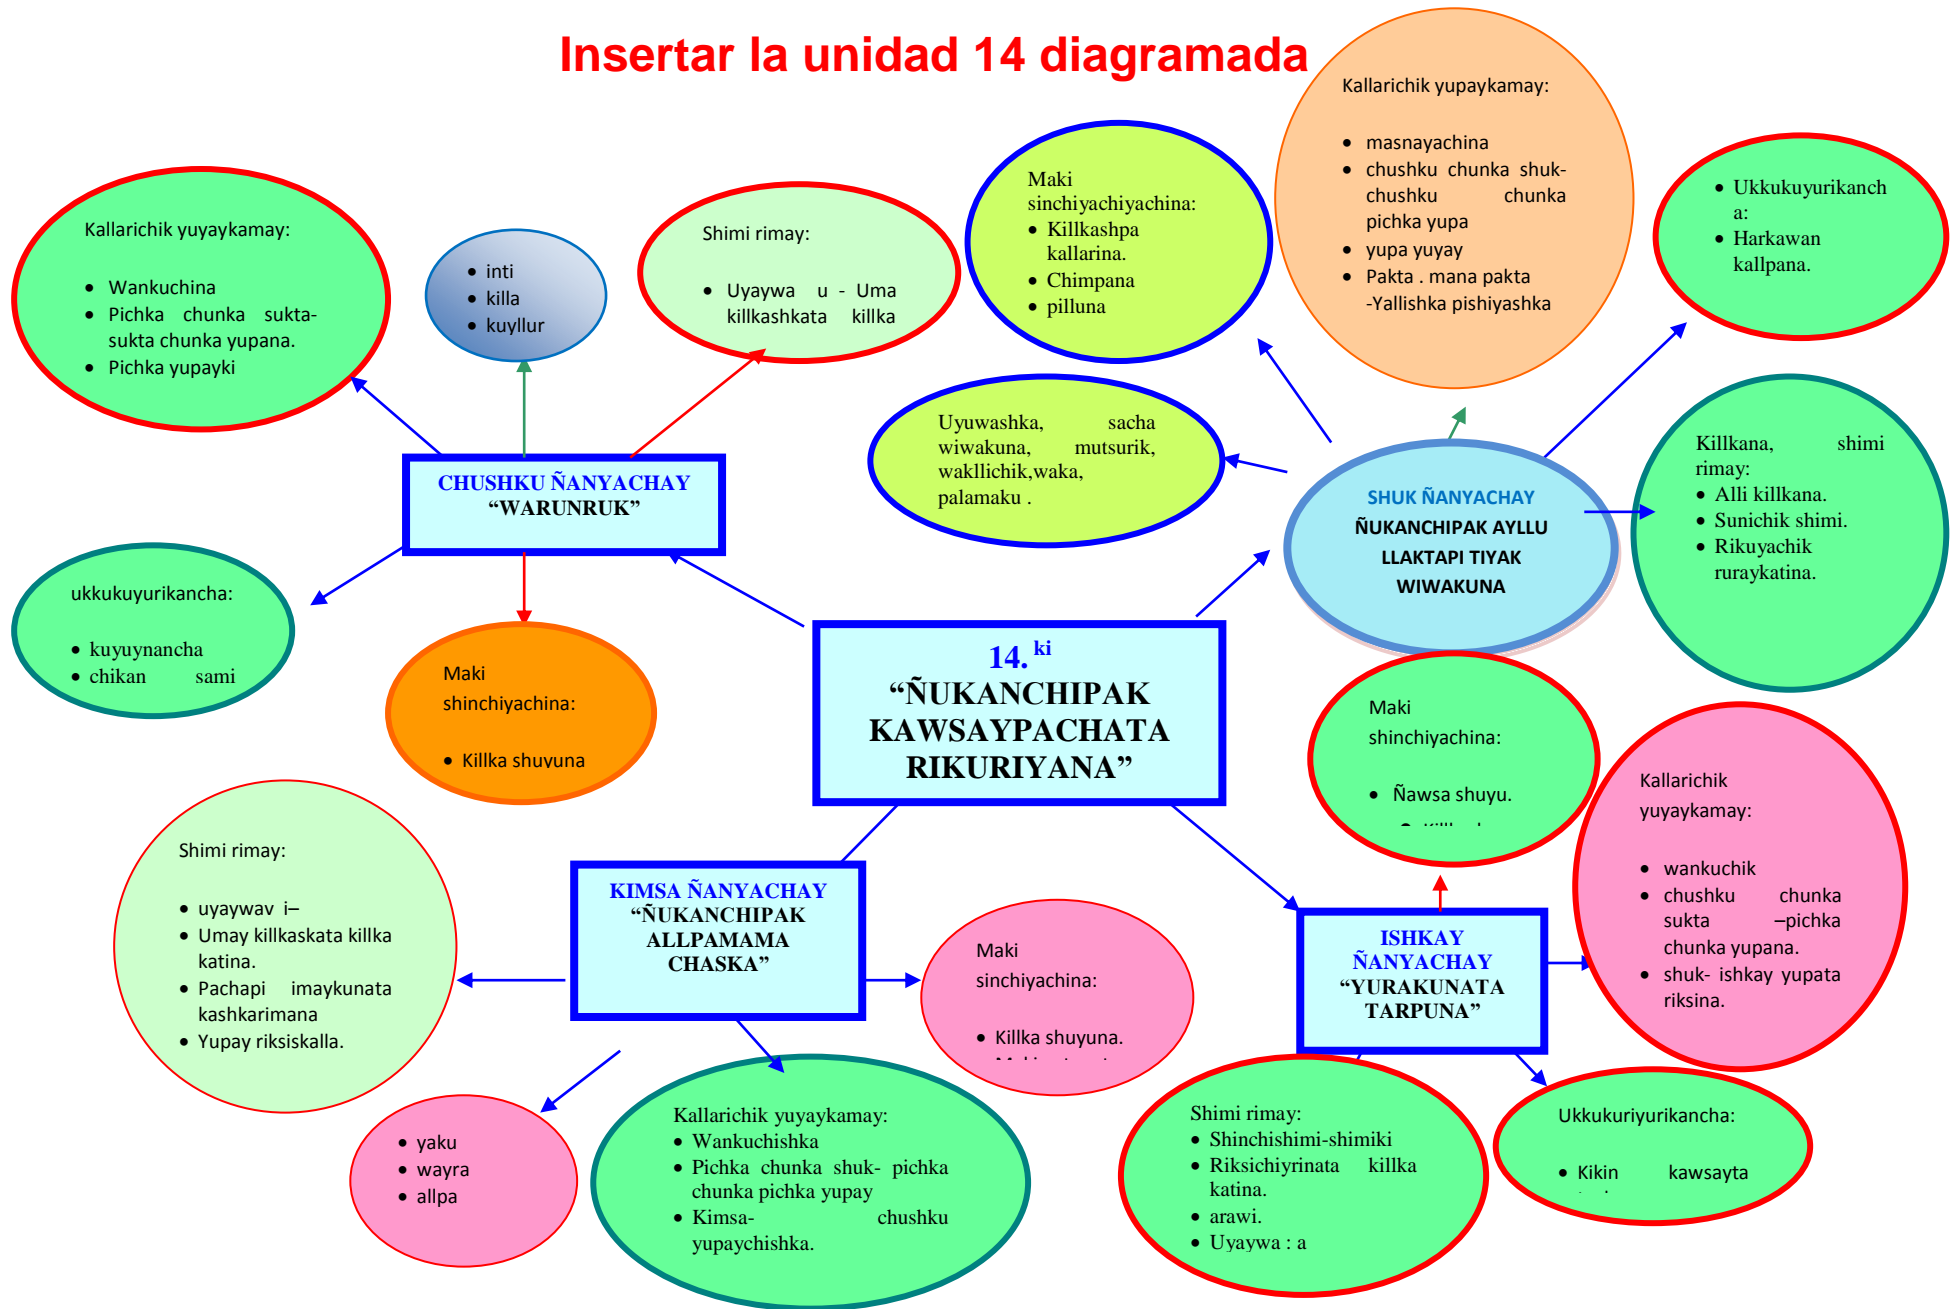 Insertar la unidad 14 diagramada
Kallarichik yuyaykamay:
• Wankuchina
• Pichka chunka sukta-
sukta chunka yupana.
• Pichka yupayki
• inti
• killa
• kuyllur
Shimi rimay:
• Uyaywa u - Uma
killkashkata killka
Maki
sinchiyachiyachina:
• Killkashpa
kallarina.
• Chimpana
• pilluna
Kallarichik yupaykamay:
• masnayachina
• chushku chunka shuk-
chushku chunka
pichka yupa
• yupa yuyay
• Pakta . mana pakta
-Yallishka pishiyashka
• Ukkukuyurikanch
a:
• Harkawan
kallpana.
Uyuwashka, sacha
wiwakuna, mutsurik,
wakllichik,waka,
palamaku .
CHUSHKU ÑANYACHAY
“WARUNRUK”
SHUK ÑANYACHAY
ÑUKANCHIPAK AYLLU
LLAKTAPI TIYAK
WIWAKUNA
Killkana, shimi
rimay:
• Alli killkana.
• Sunichik shimi.
• Rikuyachik
ruraykatina.
ukkukuyurikancha:
• kuyuynancha
• chikan sami
Maki
shinchiyachina:
• Killka shuyuna
14. ki
“ÑUKANCHIPAK
KAWSAYPACHATA
RIKURIYANA”
Maki
shinchiyachina:
• Ñawsa shuyu.
Kallarichik
yuyaykamay:
• wankuchik
• chushku chunka
sukta –pichka
chunka yupana.
• shuk- ishkay yupata
riksina.
Shimi rimay:
• uyaywav i–
• Umay killkaskata killka
katina.
• Pachapi imaykunata
kashkarimana
• Yupay riksiskalla.
KIMSA ÑANYACHAY
“ÑUKANCHIPAK
ALLPAMAMA
CHASKA”
Maki
sinchiyachina:
• Killka shuyuna.
ISHKAY
ÑANYACHAY
“YURAKUNATA
TARPUNA”
• yaku
• wayra
• allpa
Kallarichik yuyaykamay:
• Wankuchishka
• Pichka chunka shuk- pichka
chunka pichka yupay
• Kimsa- chushku
yupaychishka.
Shimi rimay:
• Shinchishimi-shimiki
• Riksichiyrinata killka
katina.
• arawi.
• Uyaywa : a
Ukkukuriyurikancha:
• Kikin kawsayta